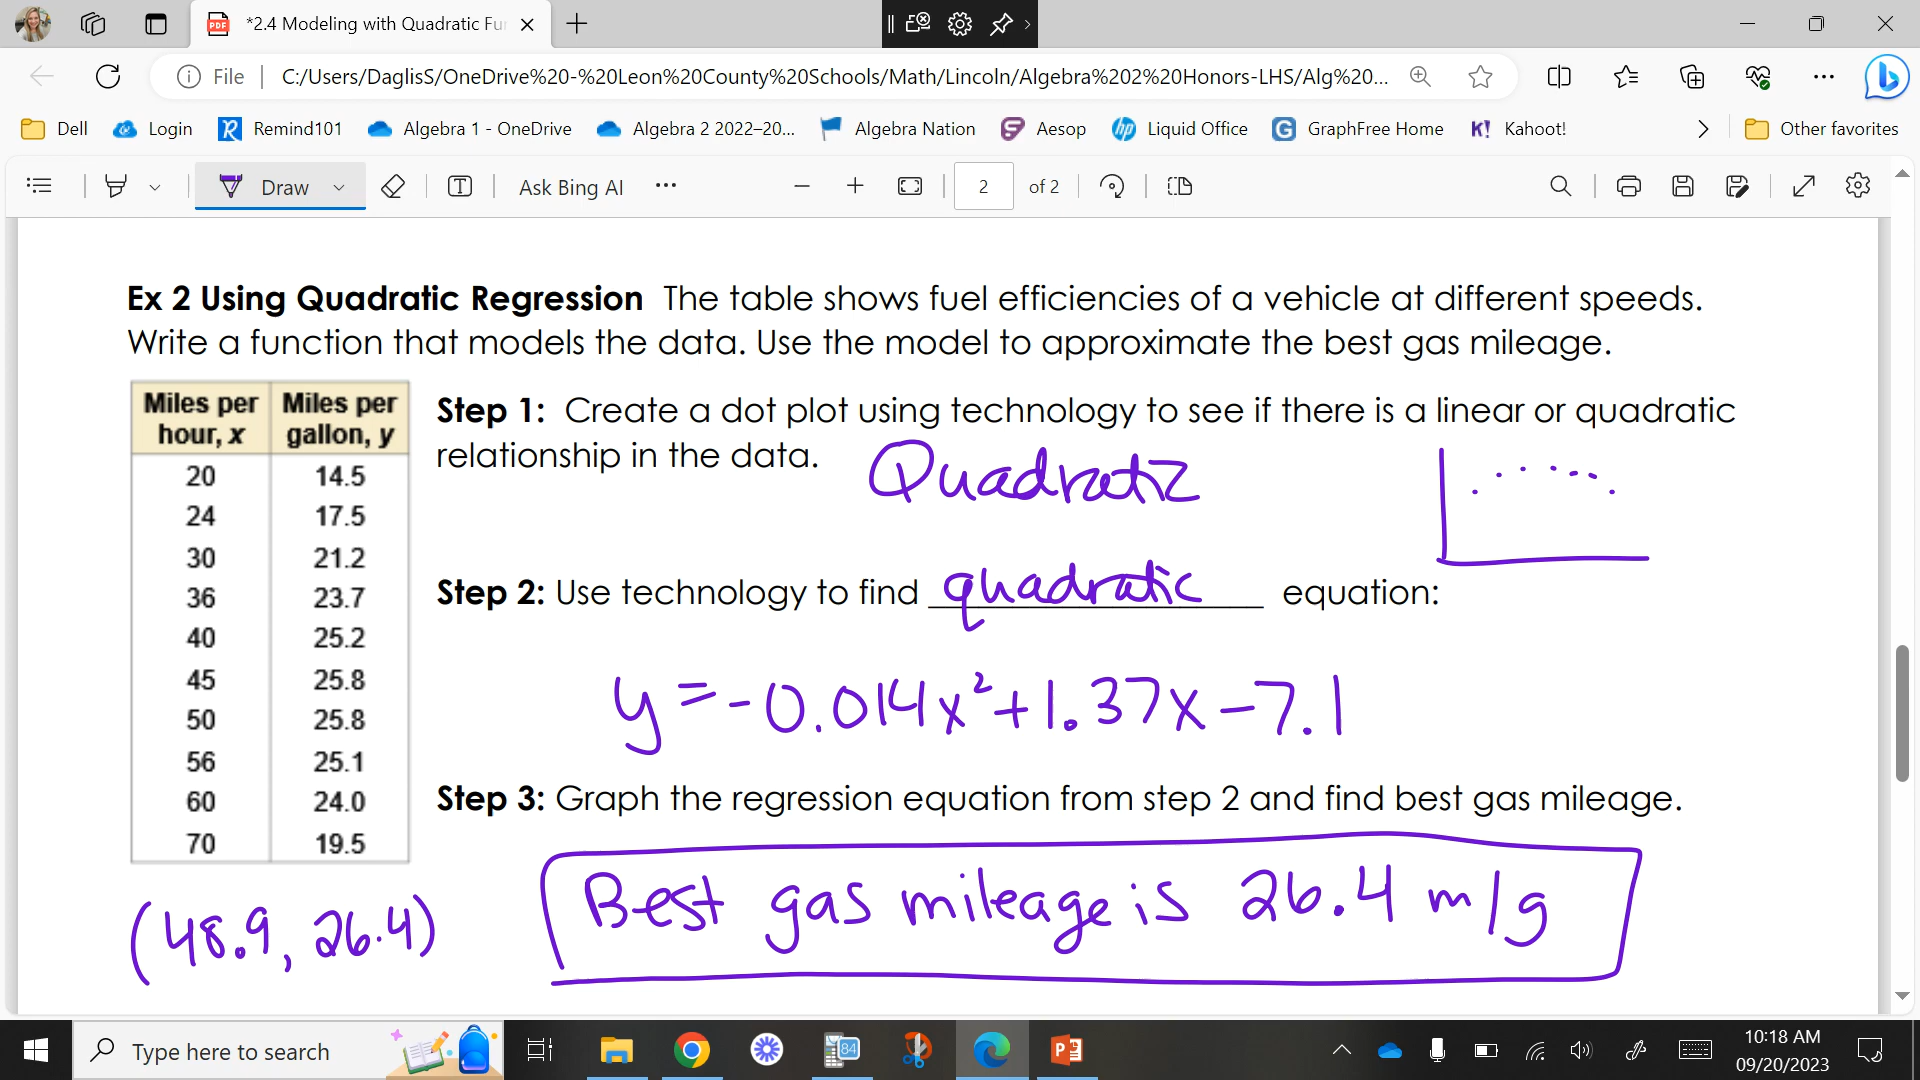 *2.4 Modeling with Quadratic Fu
File
C:/Users/DaglisS/OneDrive%20-%20Leon%20County%20Schools/Math/Lincoln/Algebra%202%20Honors-LHS/Alg%20...
Dell
Login
Remind101
Algebra 1 - OneDrive
Algebra 2 2022–20...
Algebra Nation
Aesop
Liquid Office
GraphFree Home
Kahoot!
Other favorites
Draw
Ask Bing AI
2 of 2
Ex 2 Using Quadratic Regression The table shows fuel efficiencies of a vehicle at different speeds.
Write a function that models the data. Use the model to approximate the best gas mileage.
Miles per hour, x Miles per gallon, y
20 14.5
24 17.5
30 21.2
36 23.7
40 25.2
45 25.8
50 25.8
56 25.1
60 24.0
70 19.5
(48.9, 26.4)
Step 1: Create a dot plot using technology to see if there is a linear or quadratic
relationship in the data. Quadratic
Step 2: Use technology to find quadratic equation:
y = -0.014x²+1.37x-7.1
Step 3: Graph the regression equation from step 2 and find best gas mileage.
Best gas mileage is 26.4 m/g
Type here to search
84
10:18 AM
09/20/2023